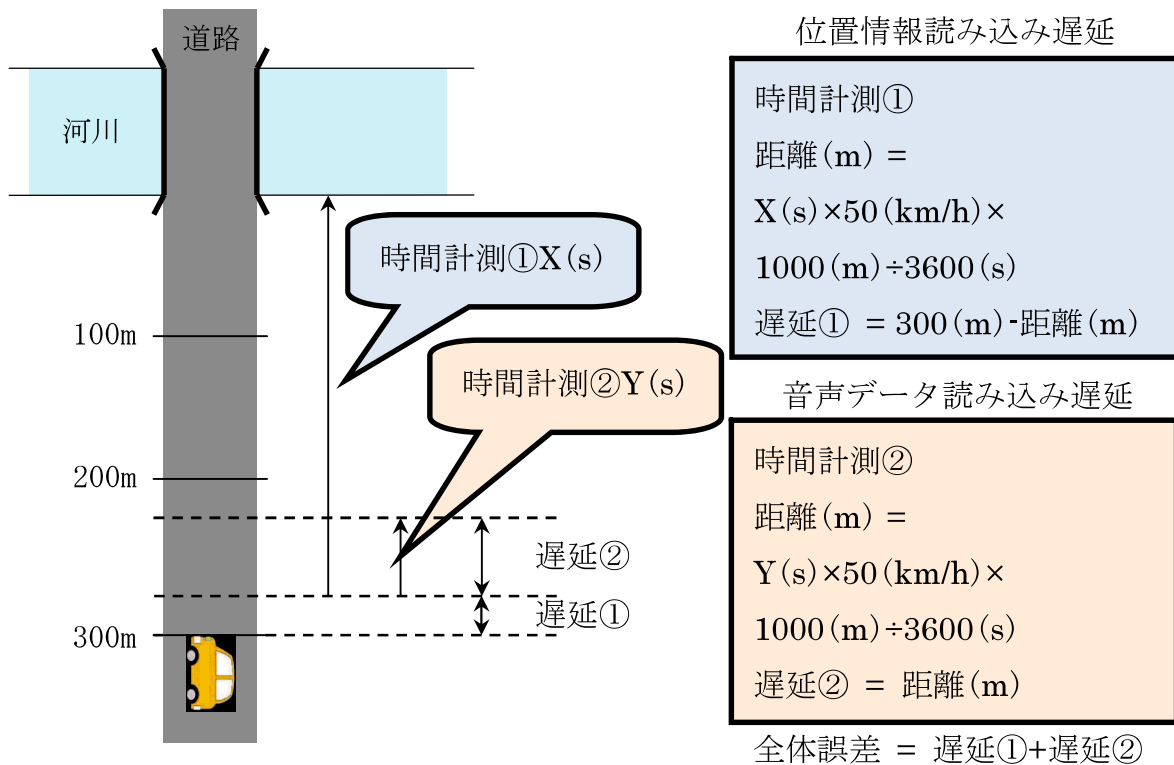 道路
河川
時間計測①X(s)
100m
時間計測②Y(s)
200m
遅延②
遅延①
300m
位置情報読み込み遅延
時間計測①
距離(m) =
X(s)×50(km/h)×
1000(m)÷3600(s)
遅延① = 300(m)-距離(m)
音声データ読み込み遅延
時間計測②
距離(m) =
Y(s)×50(km/h)×
1000(m)÷3600(s)
遅延② = 距離(m)
全体誤差 = 遅延①+遅延②